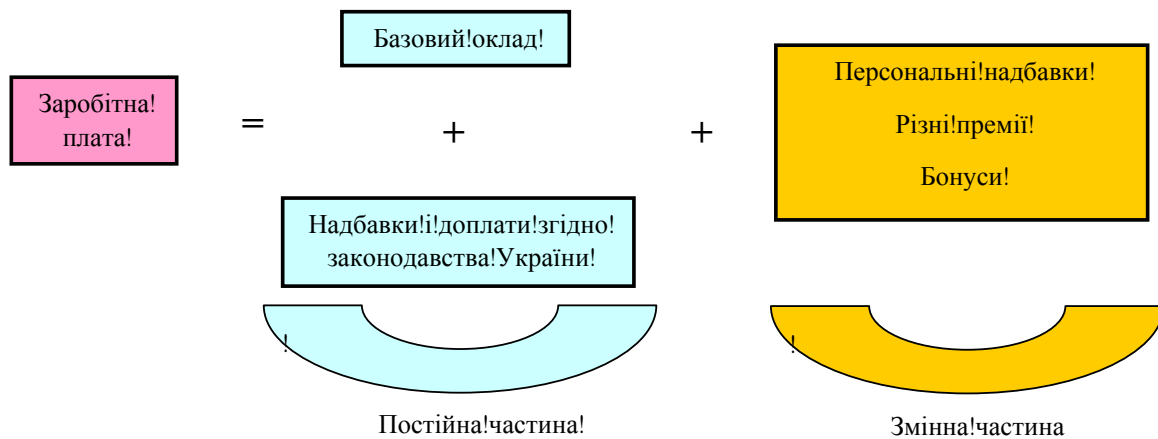 Базовий!оклад!
Заробітна!
плата!
=
+
+
Персональні!надбавки!
Різні!премії!
Бонуси!
Надбавки!і!доплати!згідно!
законодавства!України!
!
!
Постійна!частина!
Змінна!частина